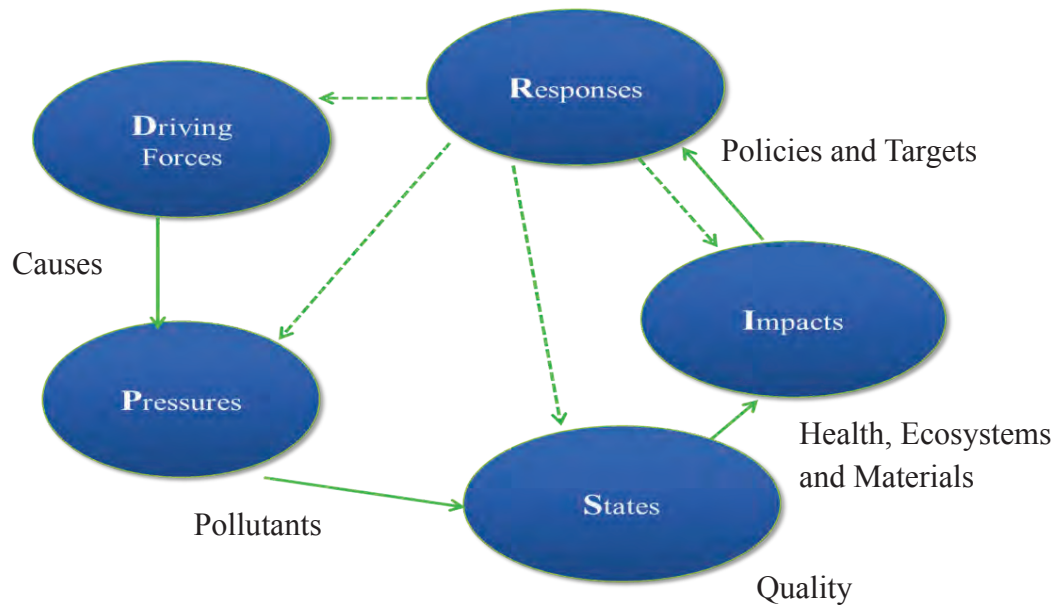 Responses
Driving
Forces
Policies and Targets
Causes
Impacts
Pressures
Health, Ecosystems
and Materials
States
Pollutants
Quality